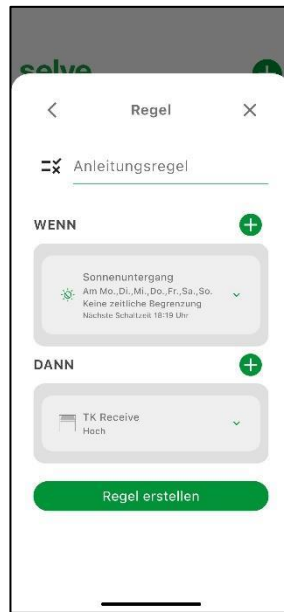 selve
Regel
Anleitungsregel
WENN
Sonnenuntergang
Am Mo.,Di.,Mi.,Do.,Fr.,Sa.,So.
Keine zeitliche Begrenzung
Nächste Schaltzeit 18:19 Uhr
DANN
TK Receive
Hoch
Regel erstellen